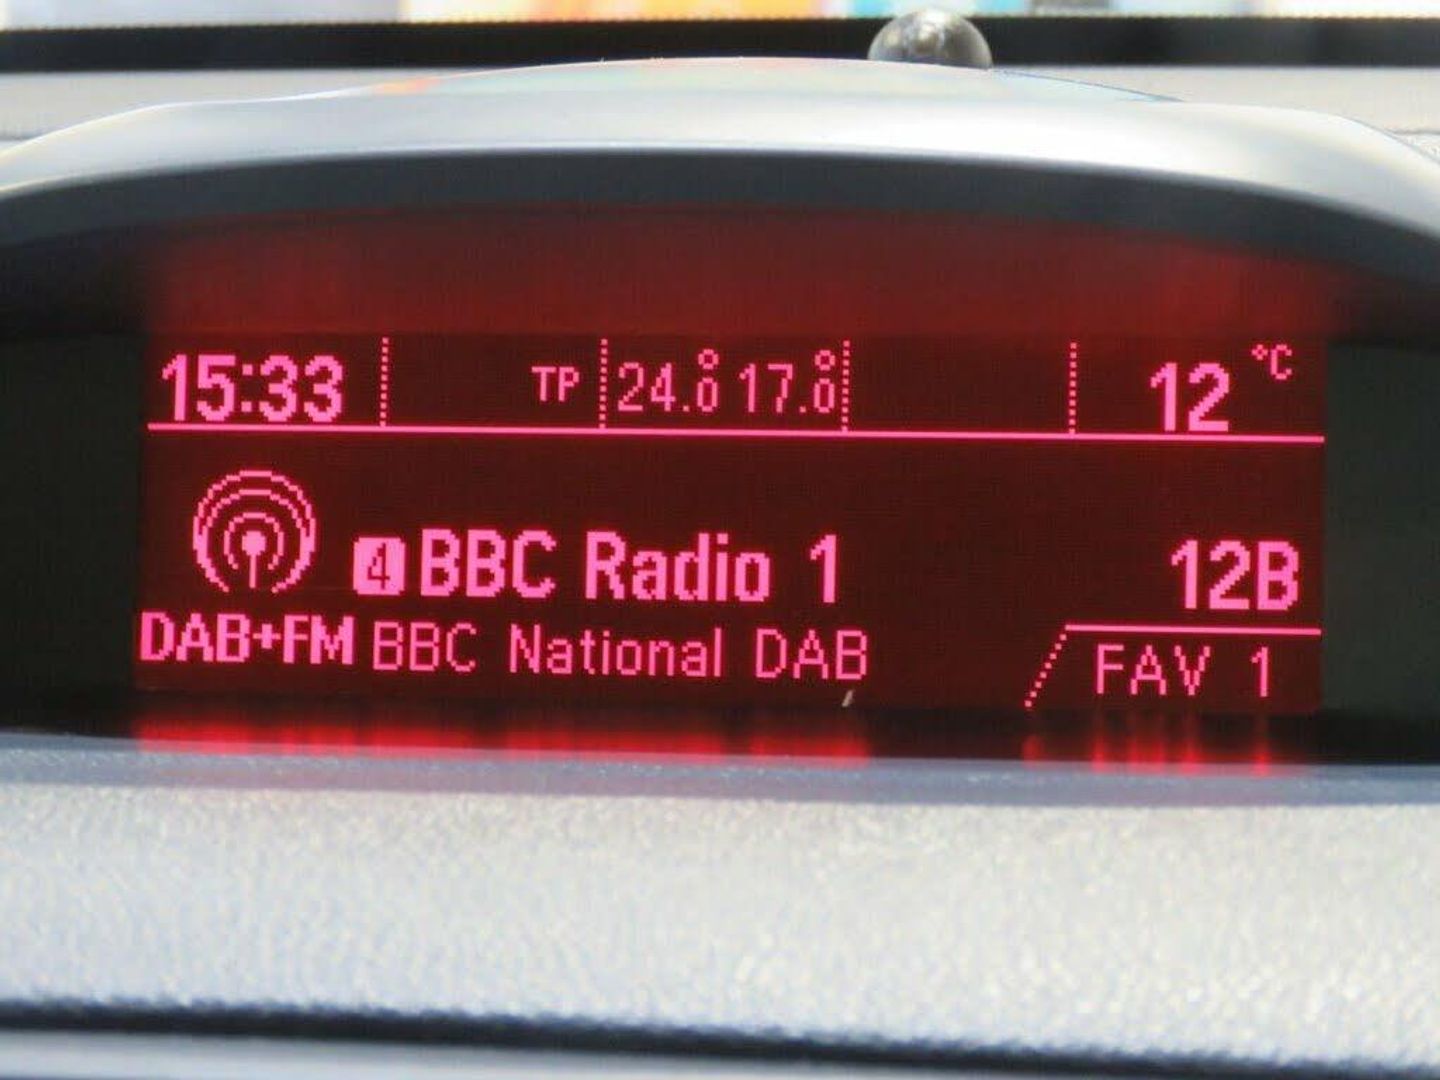 15:33 TP 24.0° 17.0° 12 °C
4 BBC Radio 1 12B
DAB+FM BBC National DAB FAV 1